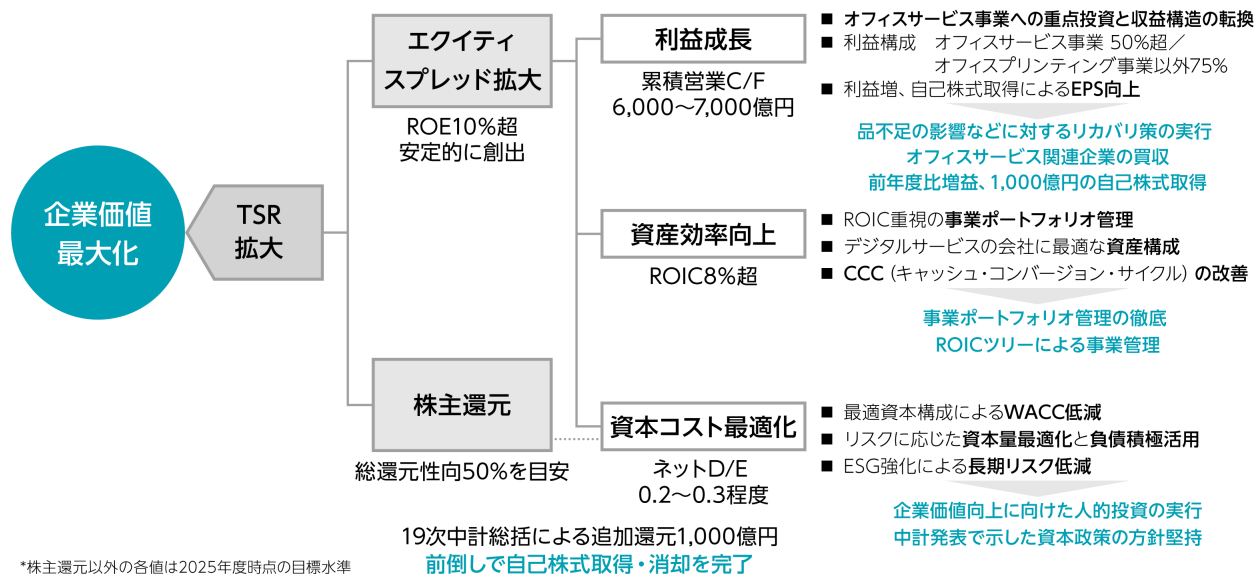 企業価値
最大化
TSR
拡大
エクイティ
スプレッド拡大
ROE10%超
安定的に創出
株主還元
総還元性向50%を目安
利益成長
累積営業C/F
6,000～7,000億円
■ オフィスサービス事業への重点投資と収益構造の転換
■ 利益構成　オフィスサービス事業 50%超／
オフィスプリンティング事業以外75%
■ 利益増、自己株式取得によるEPS向上
品不足の影響などに対するリカバリ策の実行
オフィスサービス関連企業の買収
前年度比増益、1,000億円の自己株式取得
資産効率向上
ROIC8%超
■ ROIC重視の事業ポートフォリオ管理
■ デジタルサービスの会社に最適な資産構成
■ CCC（キャッシュ・コンバージョン・サイクル）の改善
事業ポートフォリオ管理の徹底
ROICツリーによる事業管理
資本コスト最適化
ネットD/E
0.2～0.3程度
■ 最適資本構成によるWACC低減
■ リスクに応じた資本量最適化と負債積極活用
■ ESG強化による長期リスク低減
企業価値向上に向けた人的投資の実行
中計発表で示した資本政策の方針堅持
19次中計総括による追加還元1,000億円
前倒しで自己株式取得・消却を完了
*株主還元以外の各値は2025年度時点の目標水準